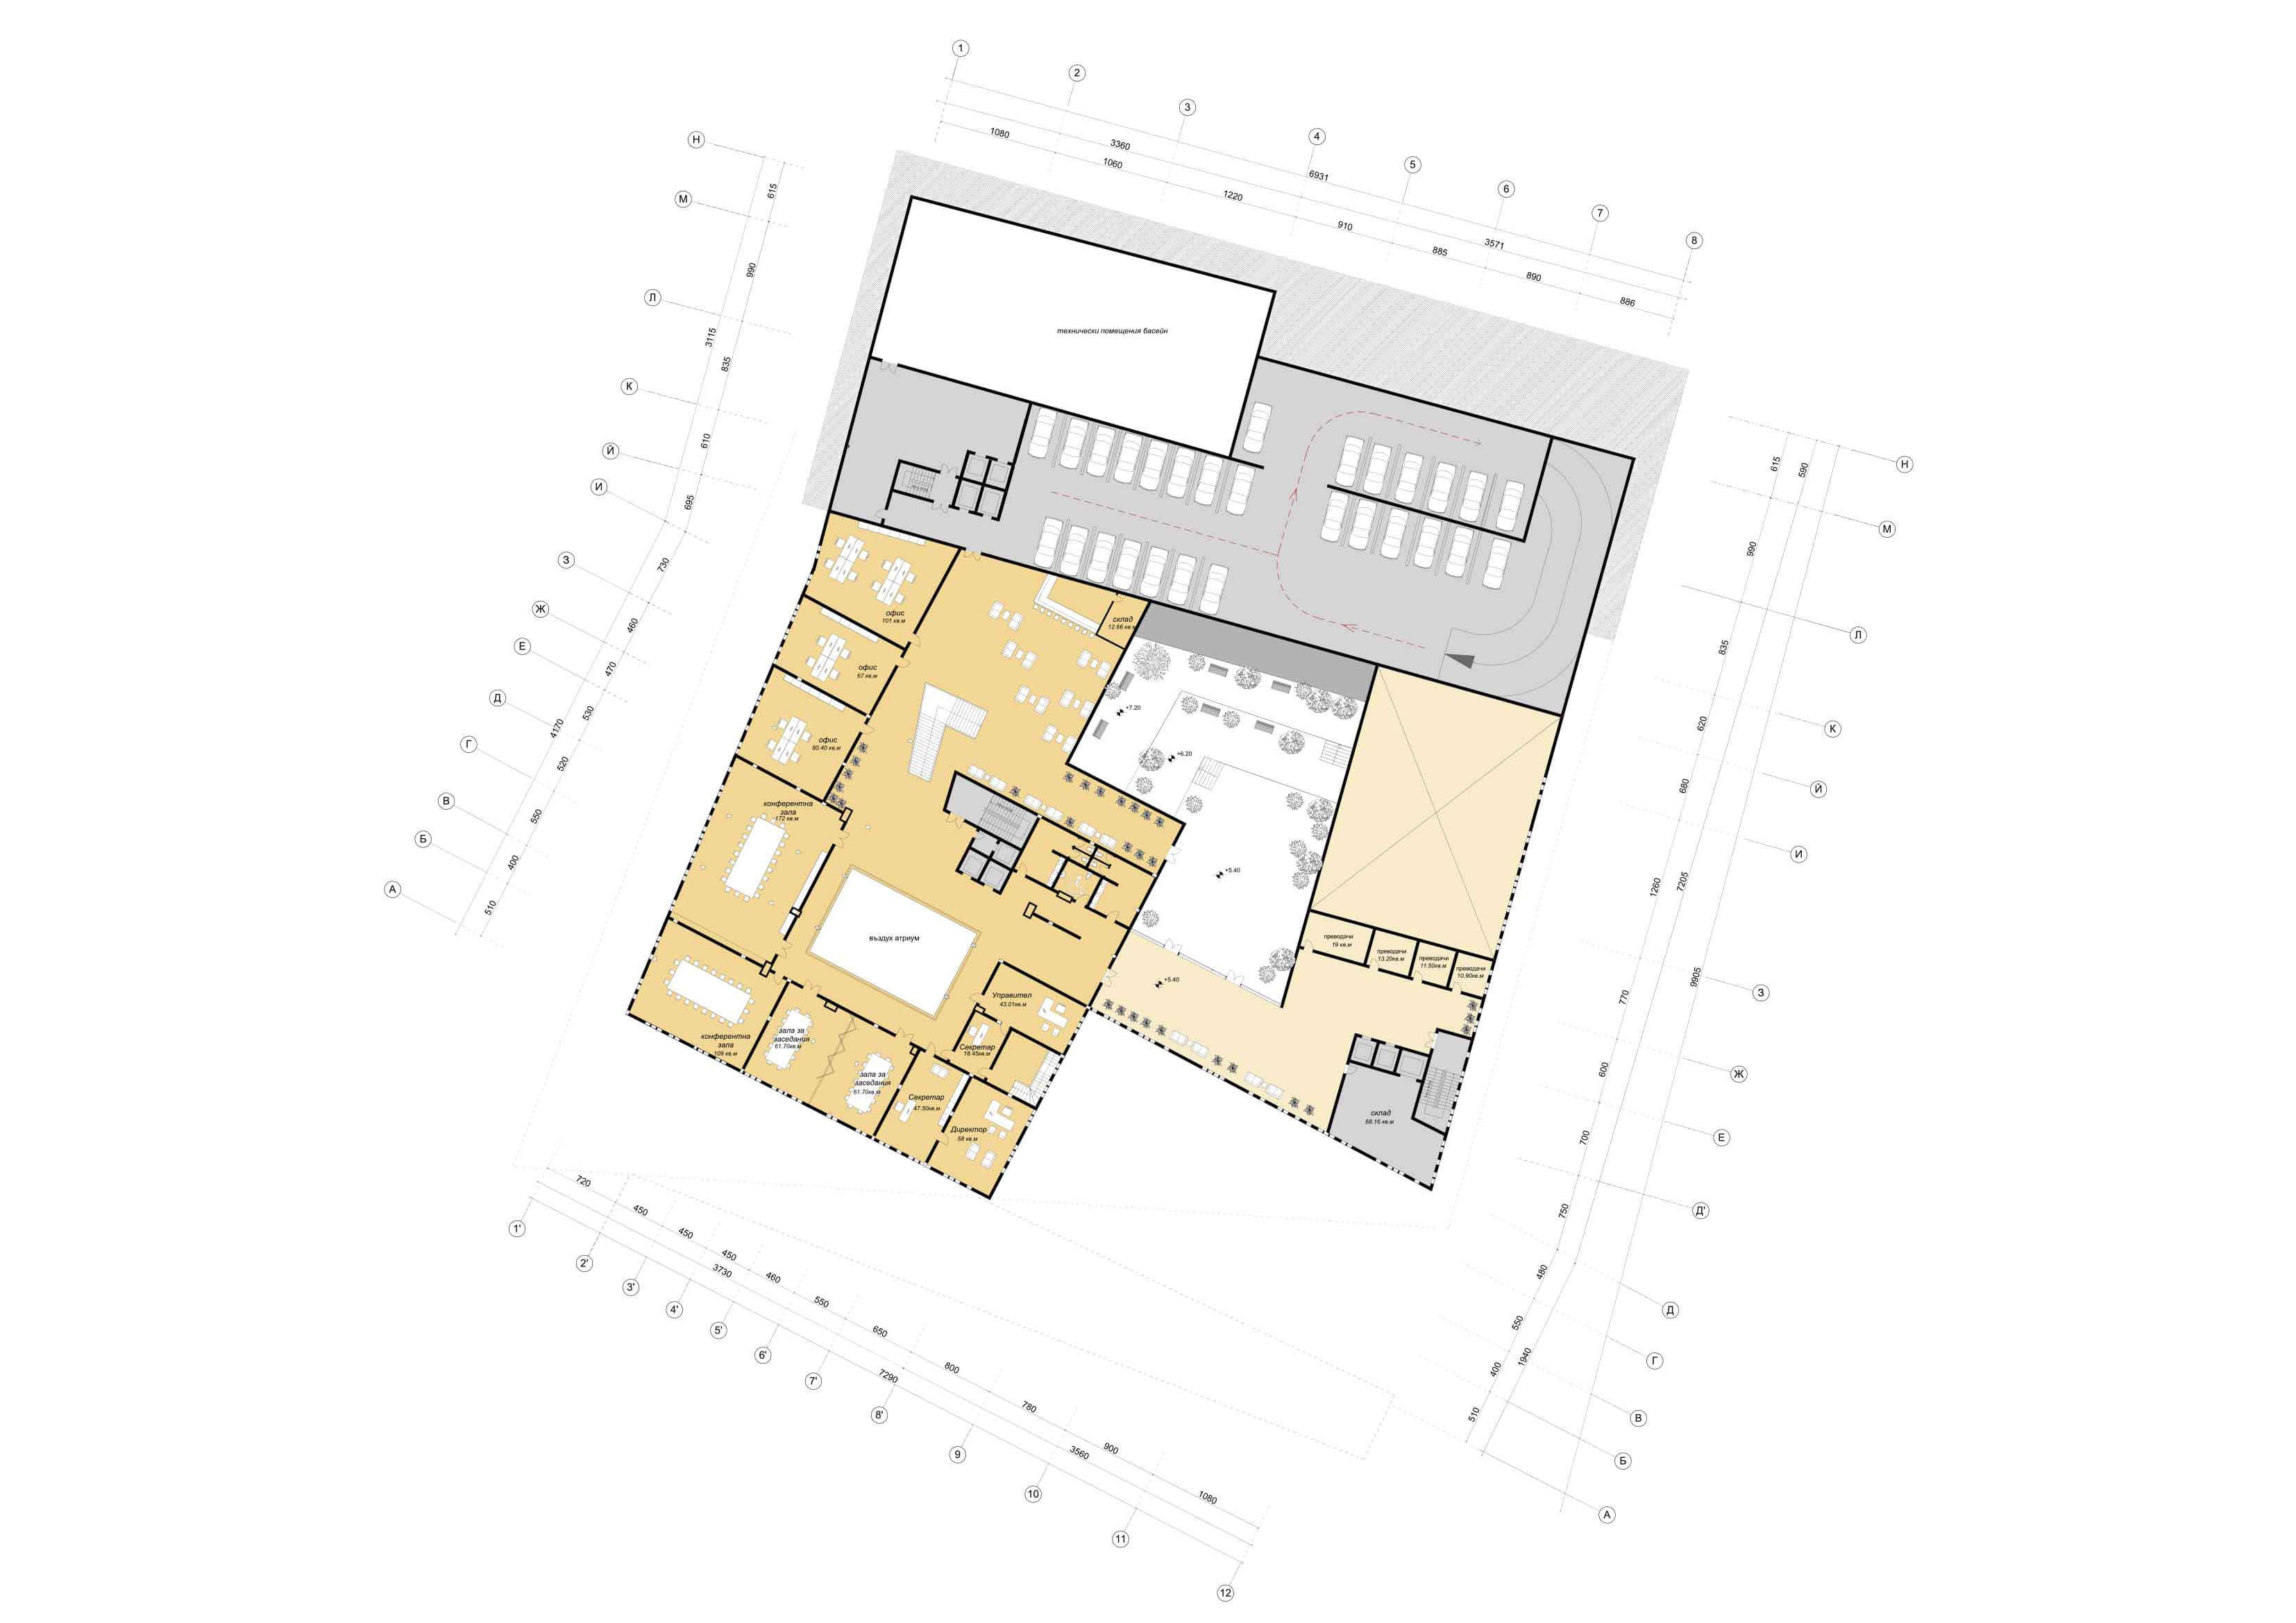 1
2
3
4
5
6
7
8
1080
3360
1060
6931
1220
910
3571
885
890
886
Н
М
Л
К
Й
И
З
Ж
Е
Д
Г
В
Б
А
615
990
3115
835
610
695
730
460
470
530
4170
520
550
400
510
технически помещения басейн
офис
101 кв.м
офис
67 кв.м
офис
80.40 кв.м
склад
12.66 кв.м
+7.20
+6.20
+5.40
+5.40
конферентна
зала
172 кв.м
въздух атриум
конферентна
зала
109 кв.м
зала за
заседания
61.70кв.м
зала за
заседания
61.70кв.м
Управител
43.01кв.м
Секретар
18.45кв.м
Секретар
47.50кв.м
Директор
58 кв.м
преводачи
19 кв.м
преводачи
13.20кв.м
преводачи
11.50кв.м
преводачи
10.90кв.м
склад
58.16 кв.м
Н
М
Л
К
Й
И
З
Ж
Е
Д'
Д
Г
В
Б
А
615
590
990
835
620
680
1260
7205
770
9905
600
700
750
480
550
400
1940
510
720
450
450
450
3730
460
550
650
7290
800
780
3560
900
1080
1'
2'
3'
4'
5'
6'
7'
8'
9
10
11
12